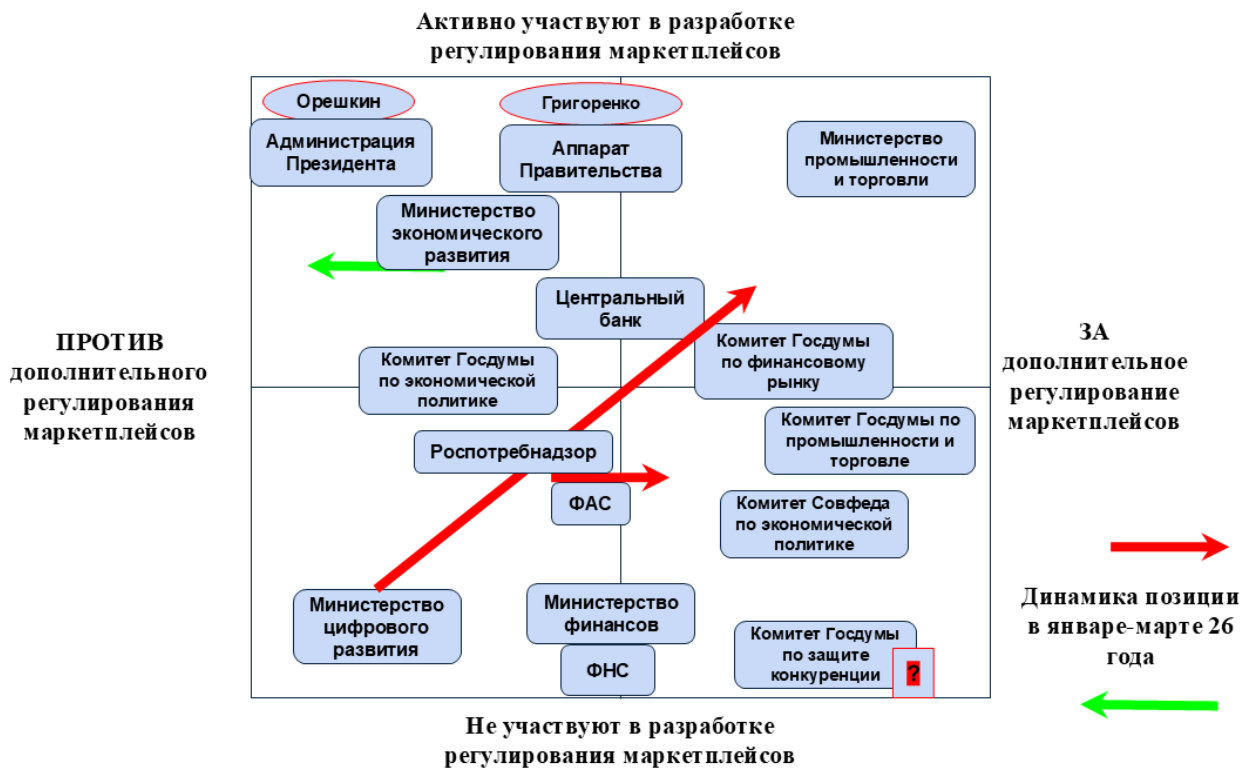 Активно участвуют в разработке
регулирования маркетплейсов
Орешкин
Администрация
Президента
Григоренко
Аппарат
Правительства
Министерство
промышленности
и торговли
Министерство
экономического
развития
Центральный
банк
ПРОТИВ
дополнительного
регулирования
маркетплейсов
Комитет Госдумы
по экономической
политике
Комитет Госдумы
по финансовому
рынку
ЗА
дополнительное
регулирование
маркетплейсов
Комитет Госдумы по
промышленности и
торговле
Роспотребнадзор
ФАС
Комитет Совфеда
по экономической
политике
Министерство
цифрового
развития
Министерство
финансов
ФНС
Комитет Госдумы
по защите
конкуренции
?
Динамика позиции
в январе-марте 26
года
Не участвуют в разработке
регулирования маркетплейсов